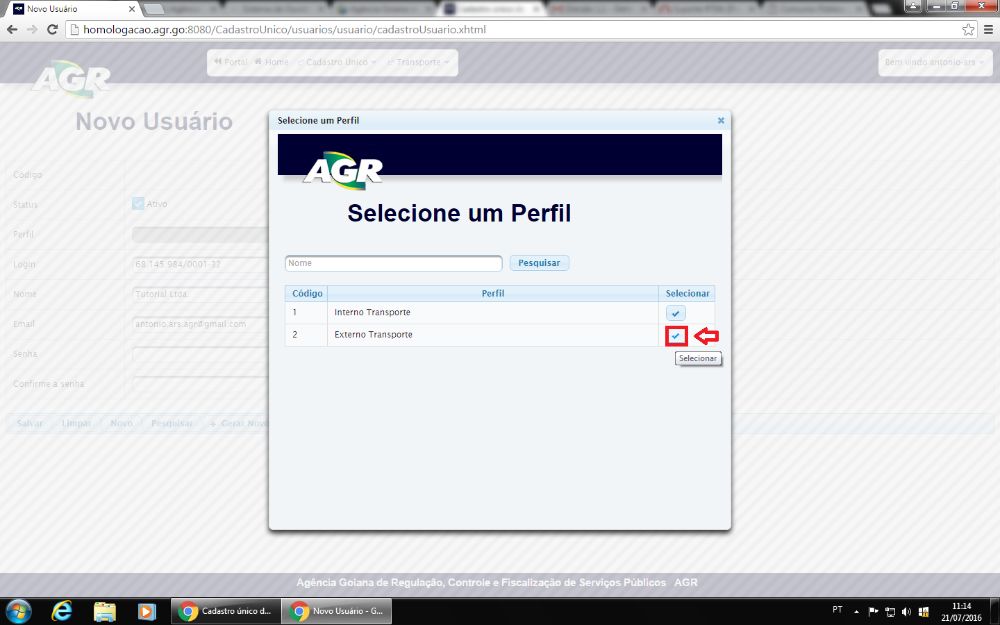 Novo Usuário
homologacao.agr.go:8080/CadastroUnico/usuarios/usuario/cadastroUsuario.xhtml
AGR
Portal Home Cadastro Único Transporte
Bem vindo antonio-ars
Novo Usuário
Código
Status Ativo
Perfil
Login 68.145.984/0001-32
Nome Tutorial Ltda.
Email antonio.ars.agr@gmail.com
Senha
Confirme a senha
Salvar Limpar Novo Pesquisar + Gerar Novo
Selecione um Perfil
AGR
Selecione um Perfil
Nome Pesquisar
Código Perfil Selecionar
1 Interno Transporte
2 Externo Transporte
Selecionar
Agência Goiana de Regulação, Controle e Fiscalização de Serviços Públicos AGR
Cadastro único d...
Novo Usuário - G...
PT
11:14
21/07/2016